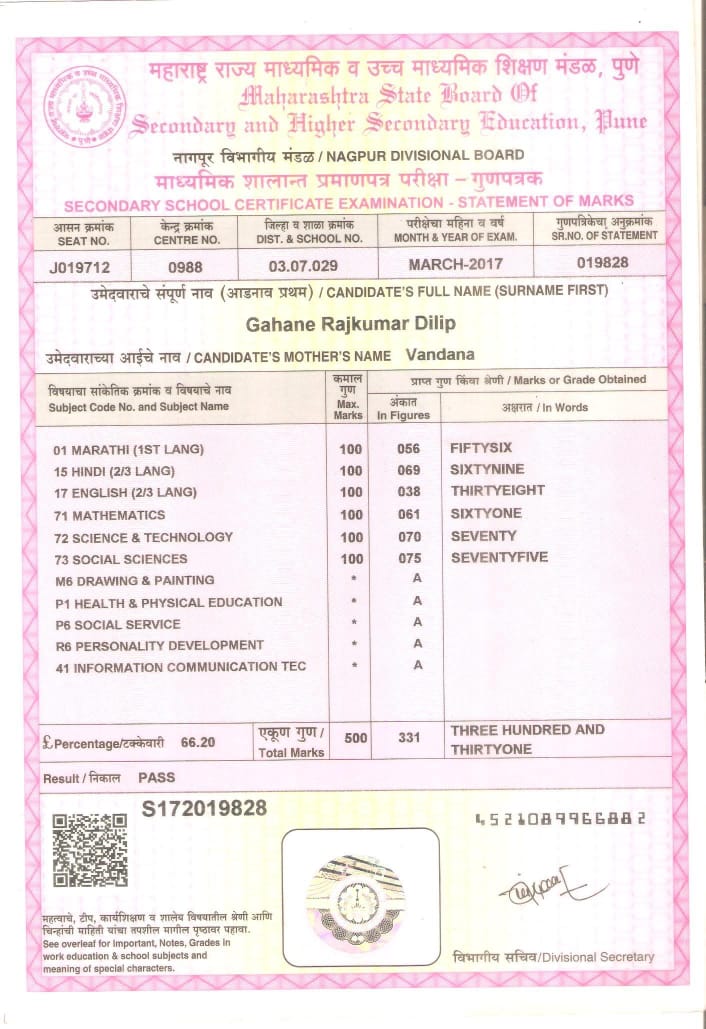 महाराष्ट्र राज्य माध्यमिक व उच्च माध्यमिक शिक्षण मंडळ, पुणे
Maharashtra State Board Of
Secondary and Higher Secondary Education, Pune
नागपूर विभागीय मंडळ / NAGPUR DIVISIONAL BOARD
माध्यमिक शालान्त प्रमाणपत्र परीक्षा – गुणपत्रक
SECONDARY SCHOOL CERTIFICATE EXAMINATION - STATEMENT OF MARKS
आसन क्रमांक केन्द्र क्रमांक जिल्हा व शाळा क्रमांक परीक्षेचा महिना व वर्ष गुणपत्रिकेचा अनुक्रमांक
SEAT NO. CENTRE NO. DIST. & SCHOOL NO. MONTH & YEAR OF EXAM. SR.NO. OF STATEMENT
J019712 0988 03.07.029 MARCH-2017 019828
उमेदवाराचे संपूर्ण नाव (आडनाव प्रथम) / CANDIDATE'S FULL NAME (SURNAME FIRST)
Gahane Rajkumar Dilip
उमेदवाराच्या आईचे नाव / CANDIDATE'S MOTHER'S NAME Vandana
विषयाचा सांकेतिक क्रमांक व विषयाचे नाव
Subject Code No. and Subject Name
कमाल
गुण
Max.
Marks
प्राप्त गुण किंवा श्रेणी / Marks or Grade Obtained
अंकात
In Figures
अक्षरात / In Words
01 MARATHI (1ST LANG) 100 056 FIFTYSIX
15 HINDI (2/3 LANG) 100 069 SIXTYNINE
17 ENGLISH (2/3 LANG) 100 038 THIRTYEIGHT
71 MATHEMATICS 100 061 SIXTYONE
72 SCIENCE & TECHNOLOGY 100 070 SEVENTY
73 SOCIAL SCIENCES 100 075 SEVENTYFIVE
M6 DRAWING & PAINTING * A
P1 HEALTH & PHYSICAL EDUCATION * A
P6 SOCIAL SERVICE * A
R6 PERSONALITY DEVELOPMENT * A
41 INFORMATION COMMUNICATION TEC * A
£ Percentage/टक्केवारी 66.20
एकूण गुण /
Total Marks
500 331
THREE HUNDRED AND
THIRTYONE
Result / निकाल PASS
S172019828
4521089966882
महत्वाचे, टीप, कार्यशिक्षण व शालेय विषयातील श्रेणी आणि
चिन्हांची माहिती यांचा तपशील मागील पृष्ठावर पहावा.
See overleaf for Important, Notes, Grades in
work education & school subjects and
meaning of special characters.
विभागीय सचिव/Divisional Secretary